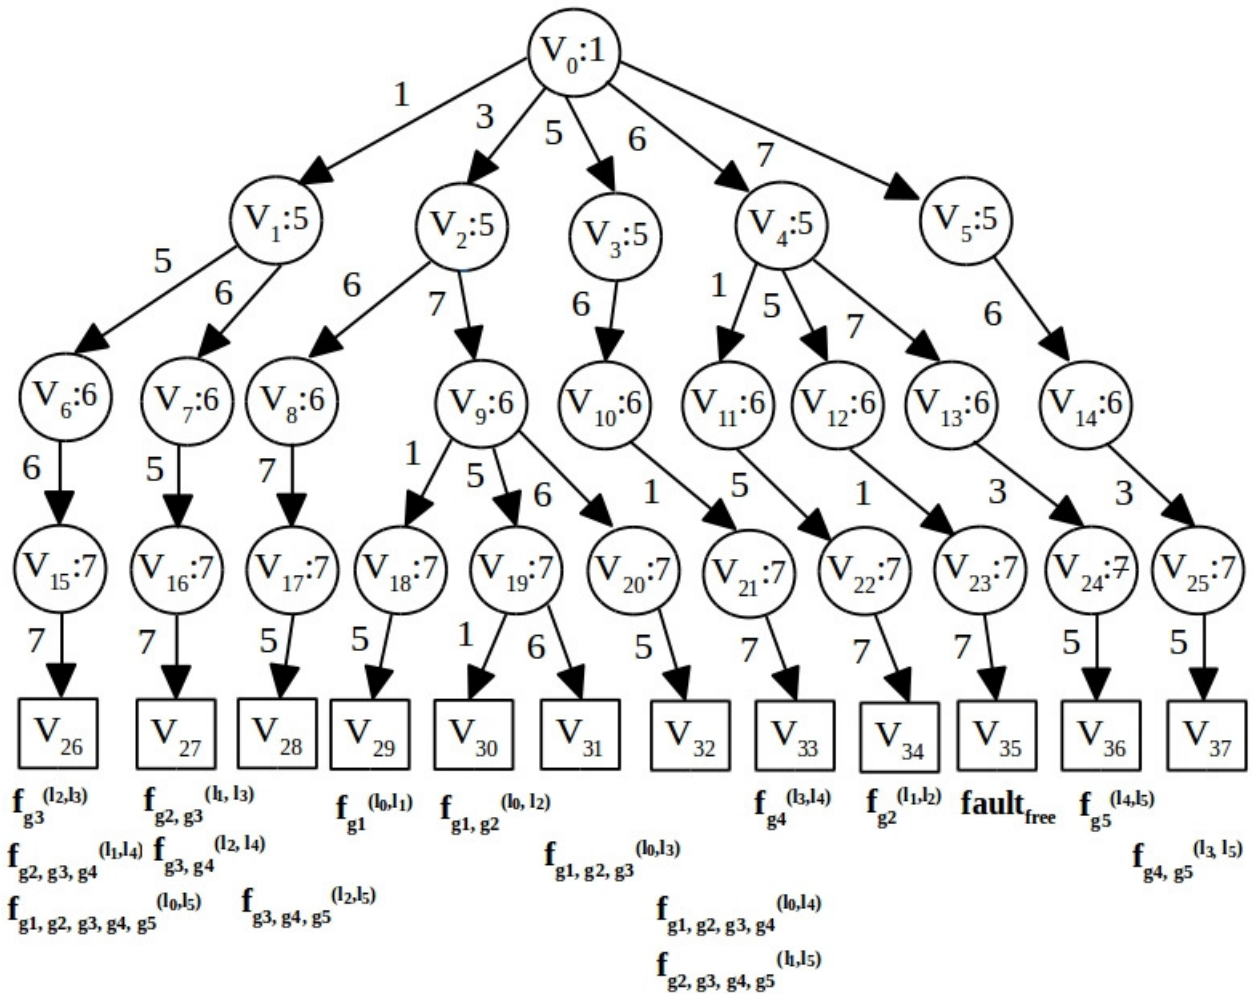 V0:1
1 3 5 6 7
V1:5 V2:5 V3:5 V4:5 V5:5
5 6 6 7 6 1 5 7 6
V6:6 V7:6 V8:6 V9:6 V10:6 V11:6 V12:6 V13:6 V14:6
6 5 7 1 5 6 1 5 1 3 3
V15:7 V16:7 V17:7 V18:7 V19:7 V20:7 V21:7 V22:7 V23:7 V24:7 V25:7
7 7 5 5 1 6 5 7 7 7 5 5
V26 V27 V28 V29 V30 V31 V32 V33 V34 V35 V36 V37
fg3(l2,l3) fg2, g3(l1, l3) fg1(l0,l1) fg1, g2(l0, l2) fg4(l3,l4) fg2(l1,l2) faultfree fg5(l4,l5)
fg2, g3, g4(l1,l4) fg3, g4(l2, l4) fg1, g2, g3(l0,l3) fg4, g5(l3, l5)
fg1, g2, g3, g4, g5(l0,l5) fg3, g4, g5(l2,l5) fg1, g2, g3, g4(l0,l4)
fg2, g3, g4, g5(l1,l5)